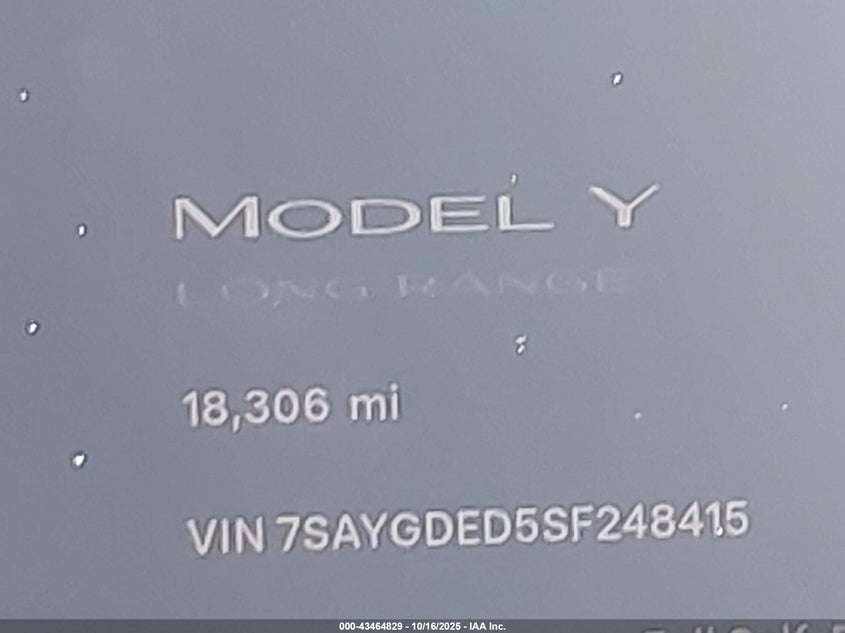 MODEL Y
LONG RANGE
18,306 mi
VIN 7SAYGDED5SF248415
000-43464829 - 10/16/2025 - IAA Inc.